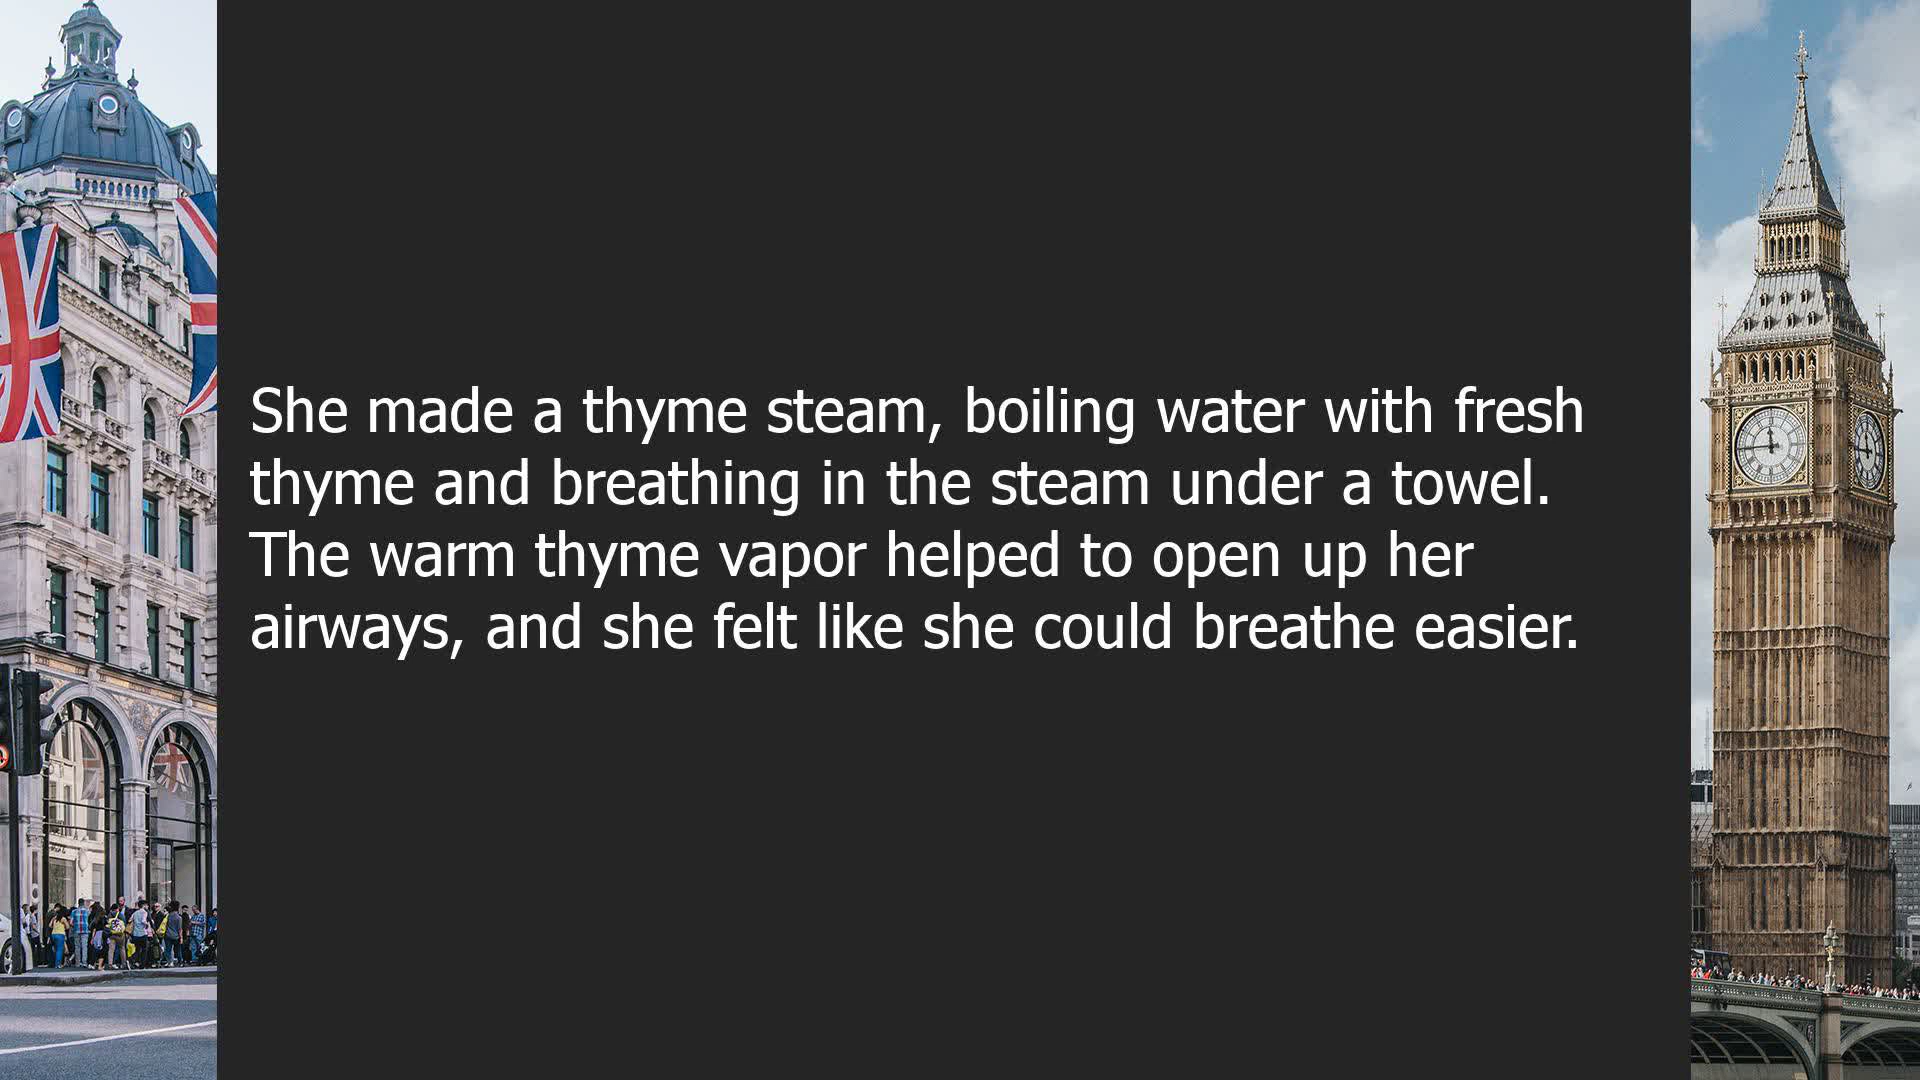 She made a thyme steam, boiling water with fresh
thyme and breathing in the steam under a towel.
The warm thyme vapor helped to open up her
airways, and she felt like she could breathe easier.